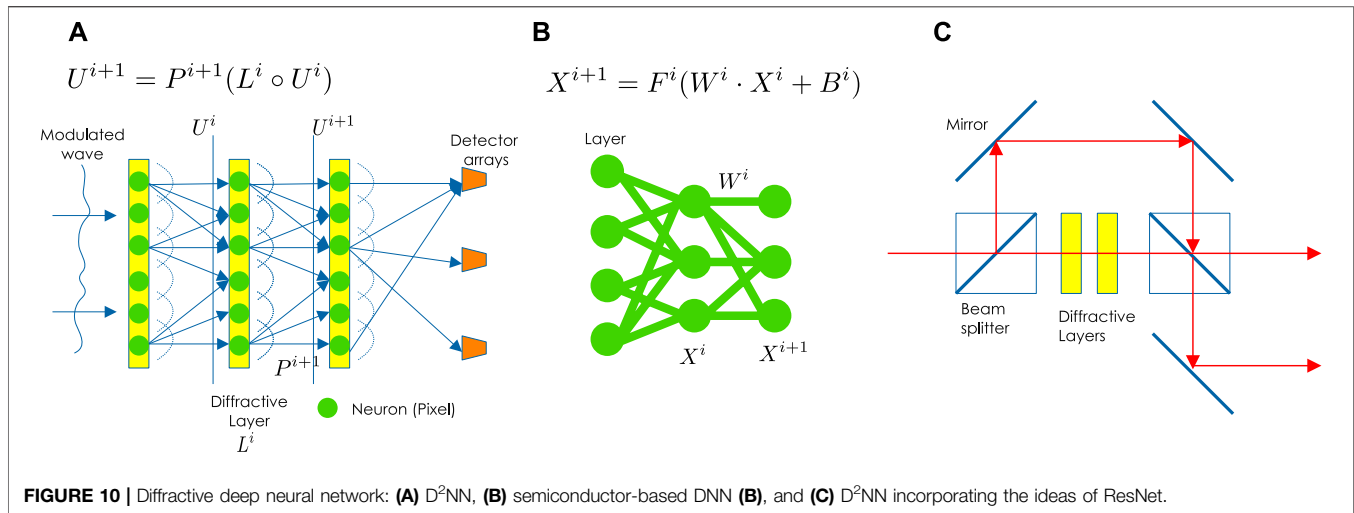 A
U^{i+1} = P^{i+1}(L^i ∘ U^i)
Modulated
wave
U^i
U^{i+1}
Detector
arrays
P^{i+1}
Diffractive
Layer
L^i
Neuron (Pixel)
B
X^{i+1} = F^i(W^i · X^i + B^i)
Layer
W^i
X^i
X^{i+1}
C
Mirror
Beam
splitter
Diffractive
Layers
FIGURE 10 | Diffractive deep neural network: (A) D²NN, (B) semiconductor-based DNN (B), and (C) D²NN incorporating the ideas of ResNet.